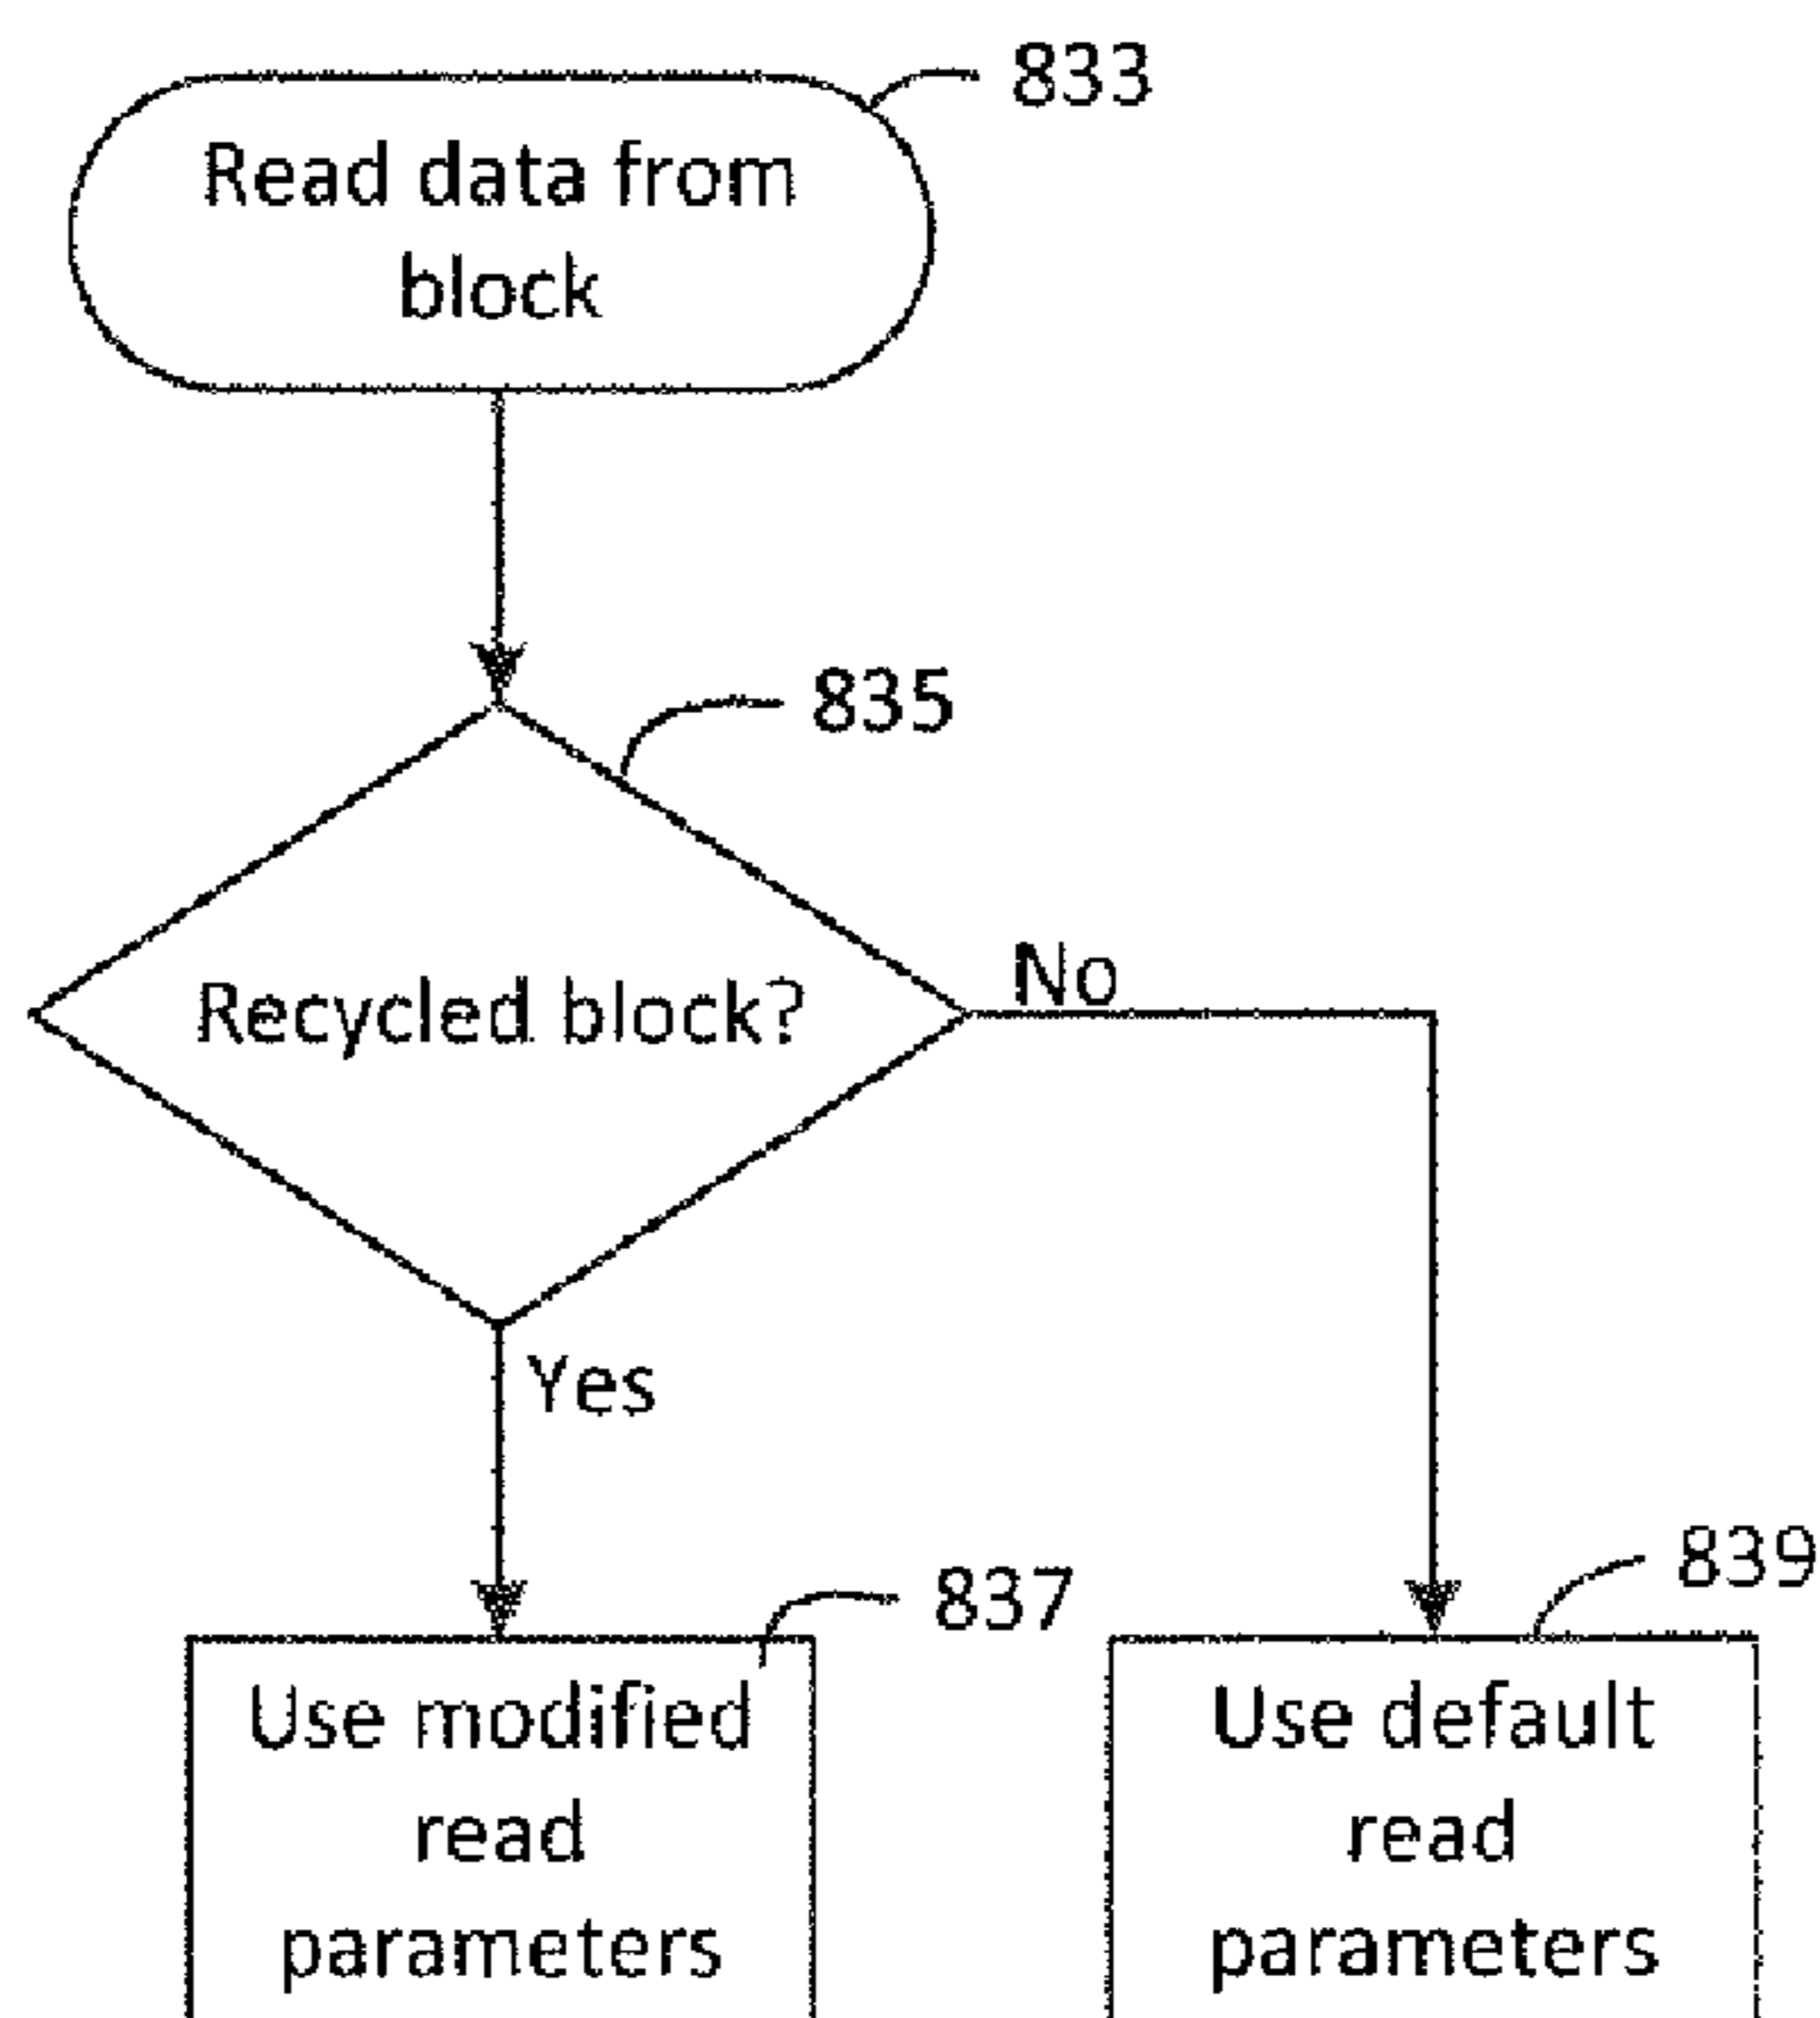 833
Read data from
block
835
Recycled block?
No
Yes
837
839
Use modified
read
parameters
Use default
read
parameters